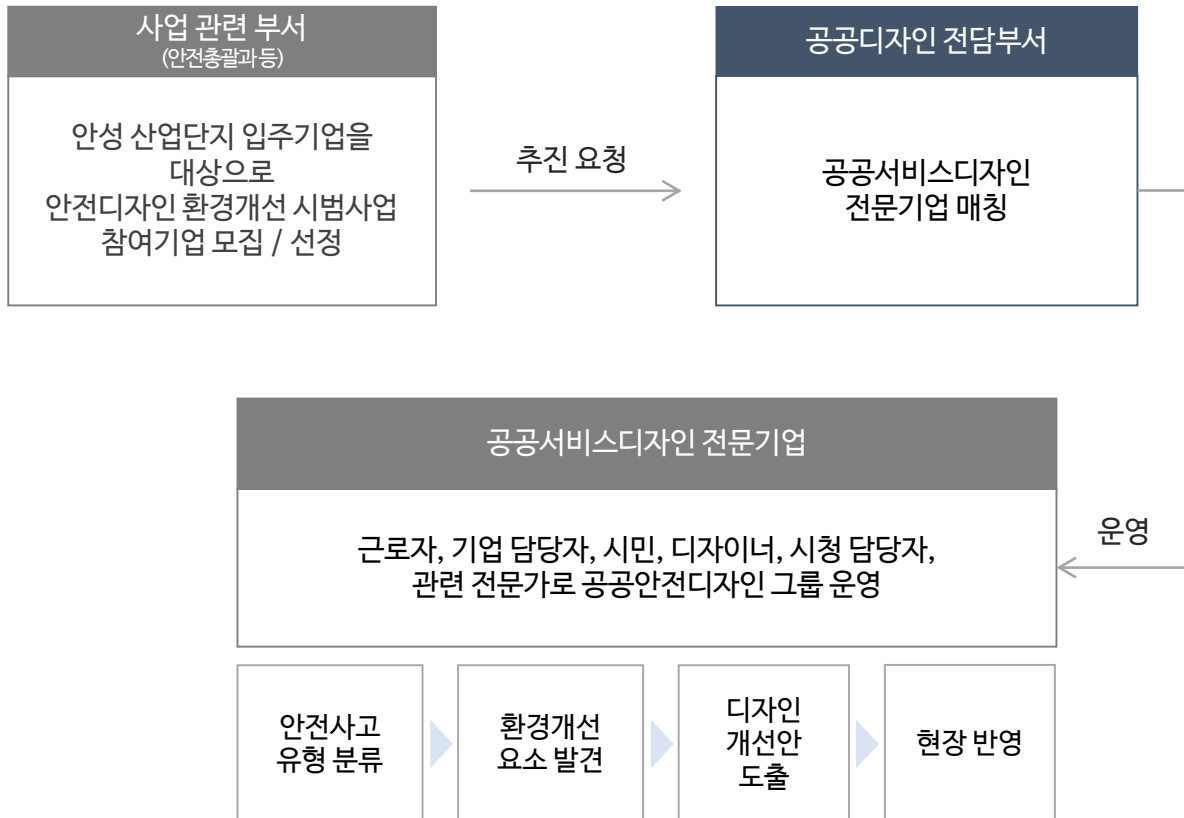 사업 관련 부서
(안전총괄과 등)
안성 산업단지 입주기업을
대상으로
안전디자인 환경개선 시범사업
참여기업 모집 / 선정
추진 요청
공공디자인 전담부서
공공서비스디자인
전문기업 매칭
공공서비스디자인 전문기업
근로자, 기업 담당자, 시민, 디자이너, 시청 담당자,
관련 전문가로 공공안전디자인 그룹 운영
운영
안전사고
유형 분류
환경개선
요소 발견
디자인
개선안
도출
현장 반영